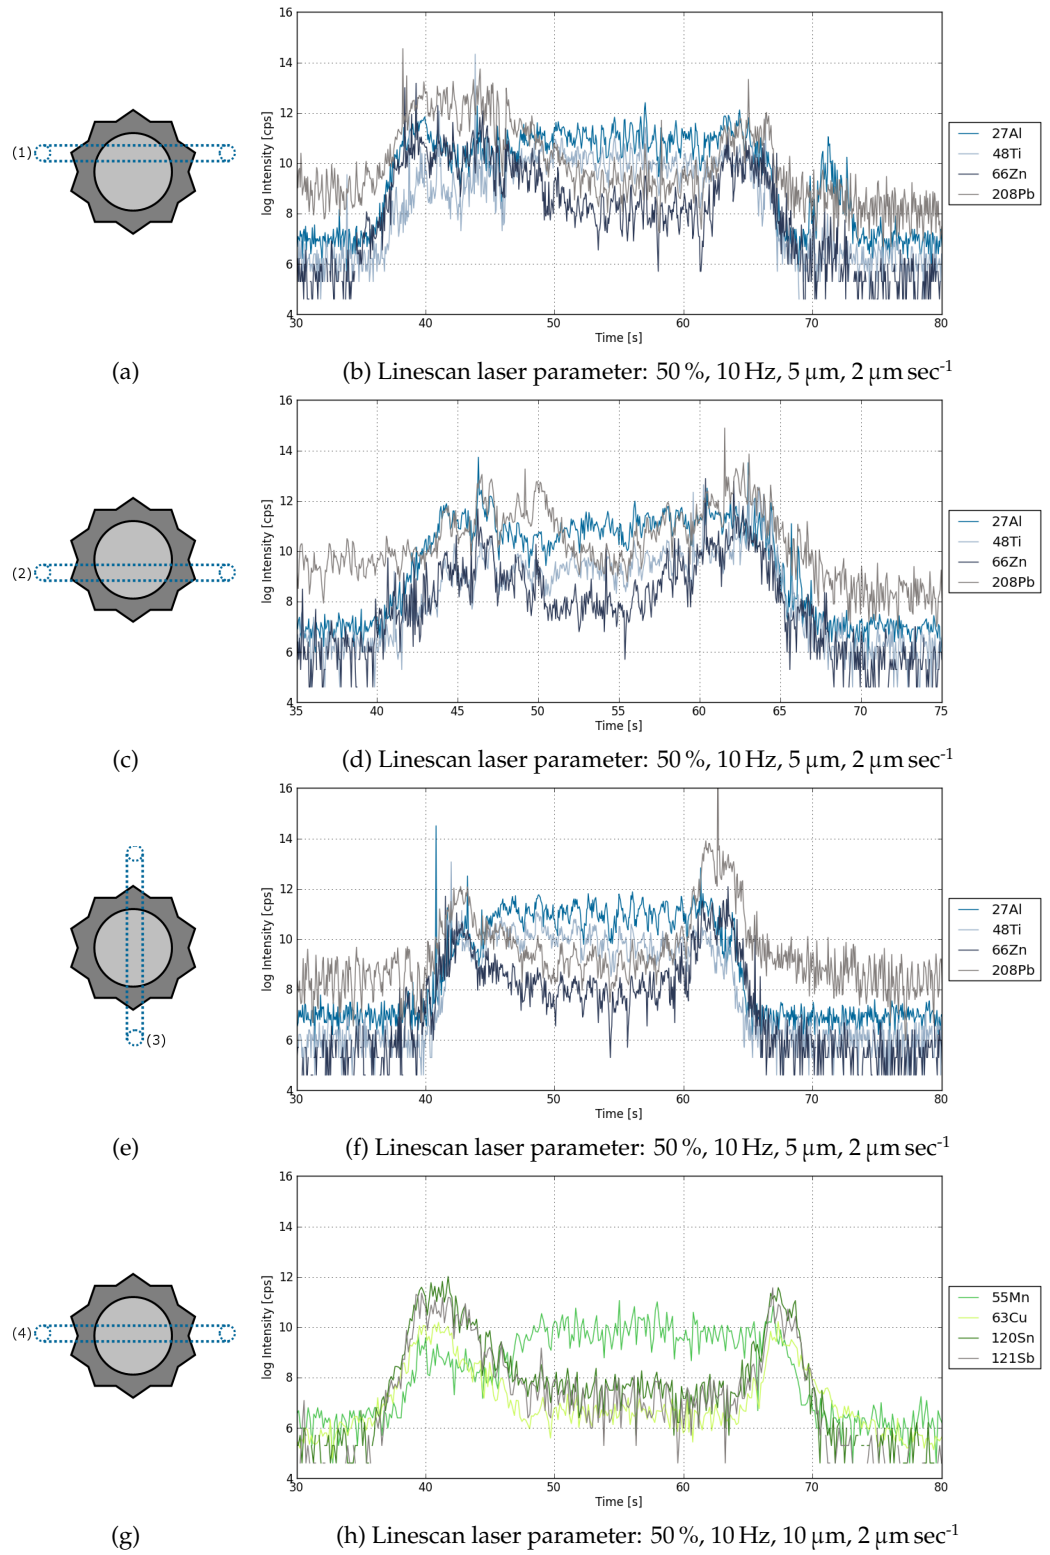 16
14
12
10
8
6
4
log Intensity [cps]
30 40 50 60 70 80
Time [s]
27Al
48Ti
66Zn
208Pb
(1)
(a)
(b) Linescan laser parameter: 50 %, 10 Hz, 5 µm, 2 µm sec-1
16
14
12
10
8
6
4
log Intensity [cps]
35 40 45 50 55 60 65 70 75
Time [s]
27Al
48Ti
66Zn
208Pb
(2)
(c)
(d) Linescan laser parameter: 50 %, 10 Hz, 5 µm, 2 µm sec-1
16
14
12
10
8
6
4
log Intensity [cps]
30 40 50 60 70 80
Time [s]
27Al
48Ti
66Zn
208Pb
(3)
(e)
(f) Linescan laser parameter: 50 %, 10 Hz, 5 µm, 2 µm sec-1
16
14
12
10
8
6
4
log Intensity [cps]
30 40 50 60 70 80
Time [s]
55Mn
63Cu
120Sn
121Sb
(4)
(g)
(h) Linescan laser parameter: 50 %, 10 Hz, 10 µm, 2 µm sec-1